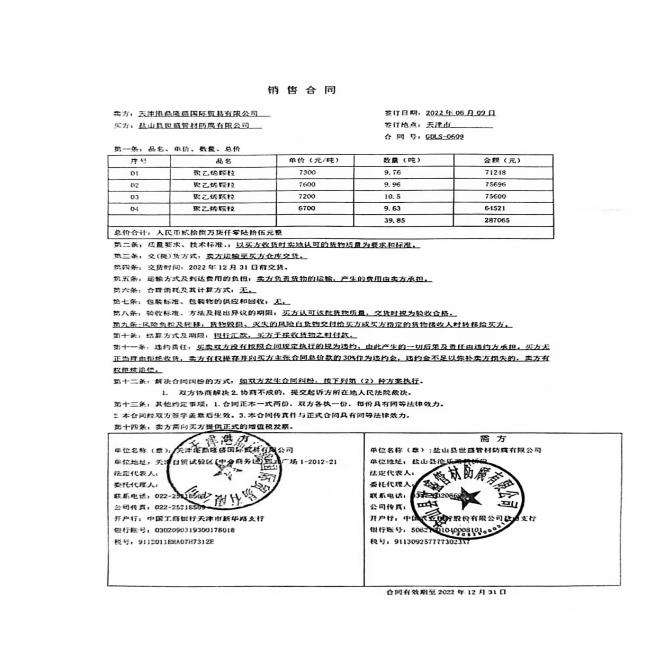 销售合同
卖方：天津港鼎隆盛国际贸易有限公司 签订日期：2022年06月09日
买方：盐山县世盛管材防腐有限公司 签订地点：天津市
合同号：GDLS-0609
第一条：品名、单价、数量、总价
序号 品名 单价（元/吨） 数量（吨） 金额（元）
01 聚乙烯颗粒 7300 9.76 71248
02 聚乙烯颗粒 7600 9.96 75696
03 聚乙烯颗粒 7200 10.5 75600
04 聚乙烯颗粒 6700 9.63 64521
39.85 287065
总价合计：人民币贰拾捌万柒仟零陆拾伍元整
第二条：质量要求、技术标准：以买方收货时实地认可的货物质量为要求和标准。
第三条：交(提)货方式：卖方运输至买方仓库交货。
第四条：交货时间：2022年12月31日前交货。
第五条：运输方式及到达费用的负担：卖方负责货物的运输、产生的费用由卖方承担。
第六条：合理消耗及其计算方式：无。
第七条：包装标准、包装物的供应和回收：无。
第八条：验收标准、方法及提出异议的期限：买方认可该批货物质量，交货时视为验收合格。
第九条：风险负担及转移：货物毁损、灭失的风险自货物交付给买方或买方指定的货物接收人时转移给买方。
第十条：结算方式及期限：银行汇款，买方于接收货物之时付款。
第十一条：违约责任：买卖双方没有按照合同规定执行的视为违约，由此产生的一切后果及责任由违约方承担。买方无
正当理由拒绝收货，卖方有权提存并向买方主张合同总价款的30%作为违约金，违约金不足以弥补卖方损失的，卖方有
权继续追偿。
第十二条：解决合同纠纷的方式：如双方发生合同纠纷，按下列第（2）种方案执行。
1. 双方协商解决 2.协商不成的，提交起诉方所在地人民法院裁决。
第十三条：其他约定事项：1.合同正本一式两份，双方各执一份，每份具有同等法律效力。
2.本合同经双方签字盖章后生效。3.本合同传真件与正式合同具有同等法律效力。
第十四条：卖方需向买方提供正式的增值税发票。
供方 需方
单位名称（章）：天津港鼎隆盛国际贸易有限公司 单位名称（章）：盐山县世盛管材防腐有限公司
单位地址：天津自贸试验区(中心商务区) 广场1-2012-21 单位地址：盐山县
法定代表人： 法定代表人：
委托代理人： 委托代理人：
联系电话：022- 联系电话：
公司传真：022- 公司传真：
开户行：中国工商银行天津市新华路支行 开户行：中国 银行股份有限公司盐山支行
银行账号：0302090319300178018 银行账号：
税号：91120118MA07H7312E 税号：
合同有效期至2022年12月31日